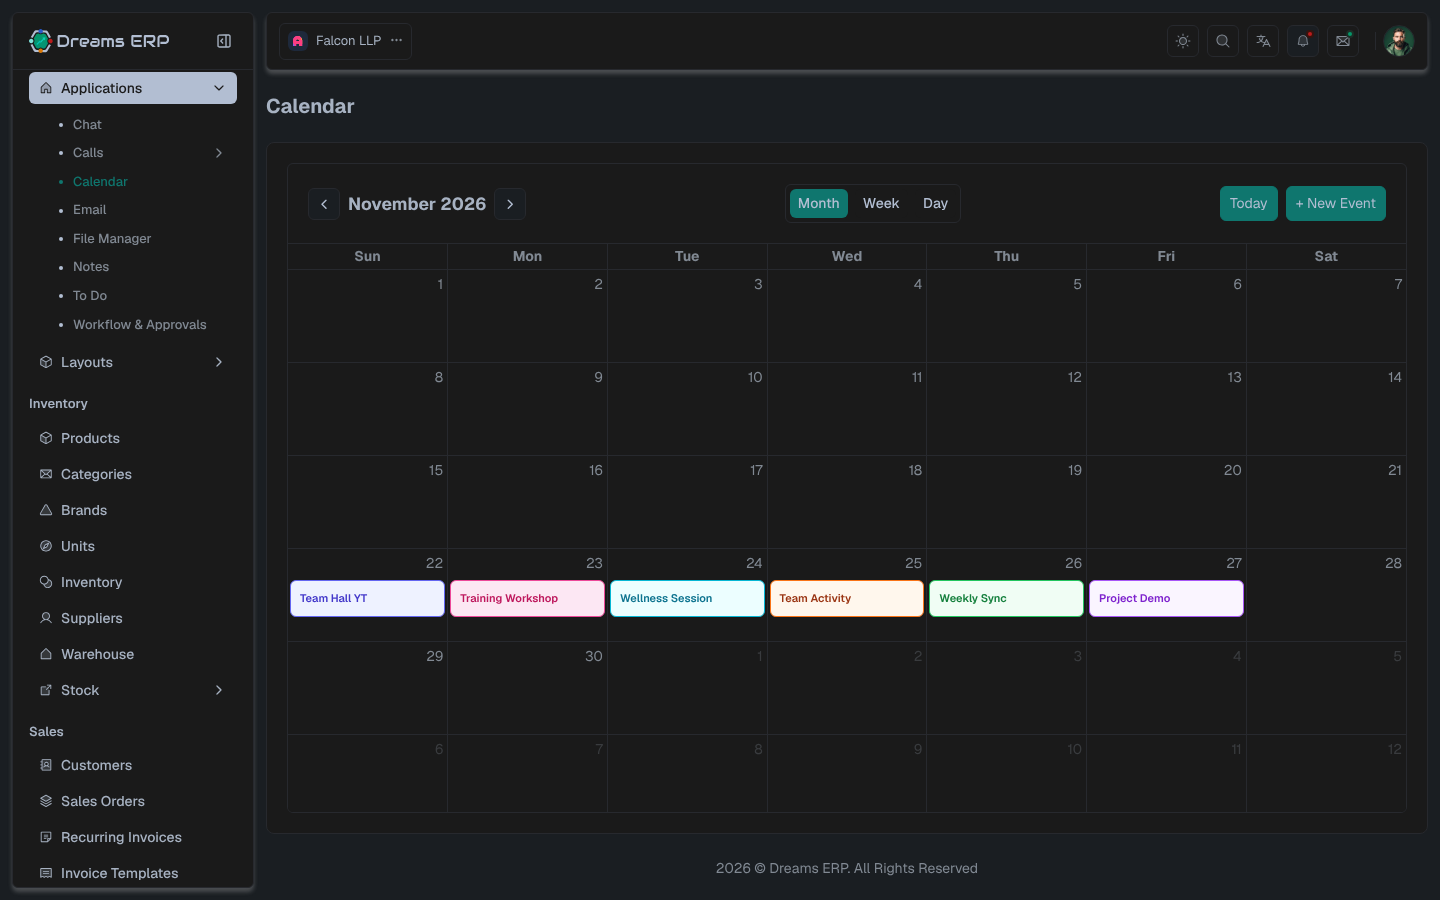 Dreams ERP
Applications
Chat
Calls
Calendar
Email
File Manager
Notes
To Do
Workflow & Approvals
Layouts
Inventory
Products
Categories
Brands
Units
Inventory
Suppliers
Warehouse
Stock
Sales
Customers
Sales Orders
Recurring Invoices
Invoice Templates
Falcon LLP
Calendar
November 2026
Month Week Day
Today + New Event
Sun Mon Tue Wed Thu Fri Sat
1 2 3 4 5 6 7
8 9 10 11 12 13 14
15 16 17 18 19 20 21
22 23 24 25 26 27 28
Team Hall YT Training Workshop Wellness Session Team Activity Weekly Sync Project Demo
29 30 1 2 3 4 5
6 7 8 9 10 11 12
2026 © Dreams ERP. All Rights Reserved